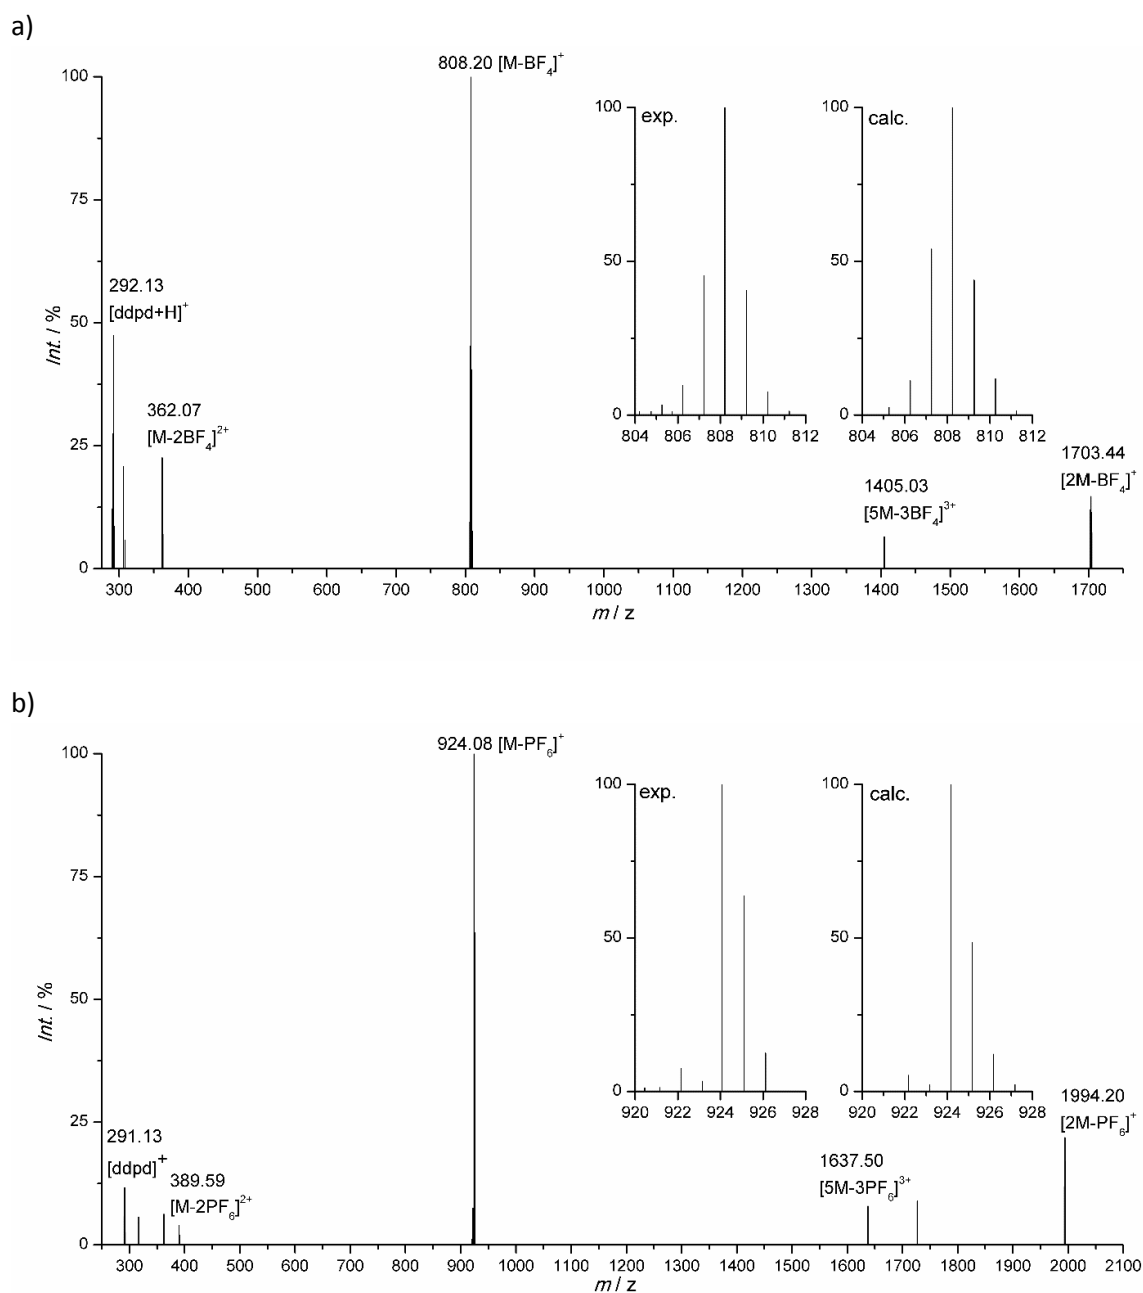 a)
808.20 [M-BF₄]⁺
100
75
50
25
0
Int. / %
292.13
[ddpd+H]⁺
362.07
[M-2BF₄]²⁺
exp.
100
50
0
804 806 808 810 812
calc.
100
50
0
804 806 808 810 812
1405.03
[5M-3BF₄]³⁺
1703.44
[2M-BF₄]⁺
300 400 500 600 700 800 900 1000 1100 1200 1300 1400 1500 1600 1700
m / z
b)
924.08 [M-PF₆]⁺
100
75
50
25
0
Int. / %
291.13
[ddpd]⁺
389.59
[M-2PF₆]²⁺
exp.
100
50
0
920 922 924 926 928
calc.
100
50
0
920 922 924 926 928
1637.50
[5M-3PF₆]³⁺
1994.20
[2M-PF₆]⁺
300 400 500 600 700 800 900 1000 1100 1200 1300 1400 1500 1600 1700 1800 1900 2000 2100
m / z